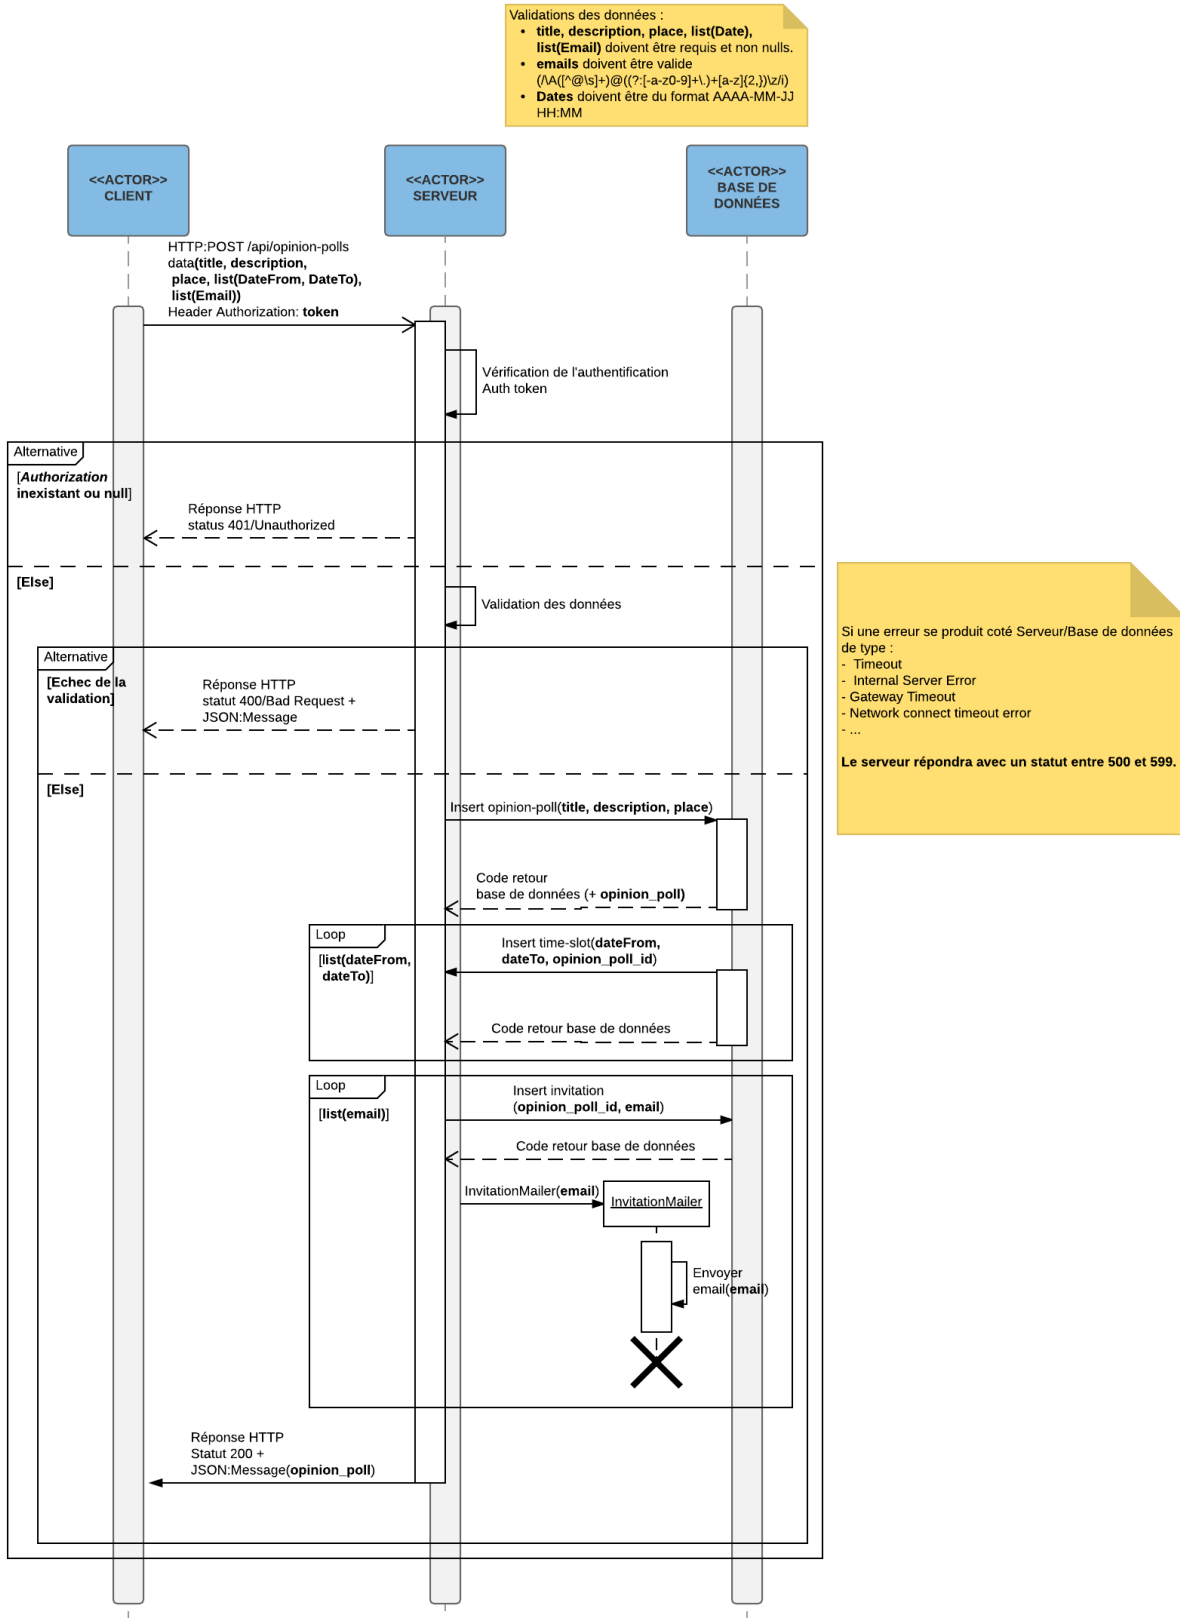 Validations des données :
• title, description, place, list(Date),
list(Email) doivent être requis et non nulls.
• emails doivent être valide
(/\A([^@\s]+)@((?:[-a-z0-9]+\.)+[a-z]{2,})\z/i)
• Dates doivent être du format AAAA-MM-JJ
HH:MM
<<ACTOR>>
CLIENT
<<ACTOR>>
SERVEUR
<<ACTOR>>
BASE DE
DONNÉES
HTTP:POST /api/opinion-polls
data(title, description,
place, list(DateFrom, DateTo),
list(Email))
Header Authorization: token
Vérification de l'authentification
Auth token
Alternative
[Authorization
inexistant ou null]
Réponse HTTP
status 401/Unauthorized
[Else]
Validation des données
Alternative
[Echec de la
validation]
Réponse HTTP
statut 400/Bad Request +
JSON:Message
Si une erreur se produit coté Serveur/Base de données
de type :
- Timeout
- Internal Server Error
- Gateway Timeout
- Network connect timeout error
- ...
Le serveur répondra avec un statut entre 500 et 599.
[Else]
Insert opinion-poll(title, description, place)
Code retour
base de données (+ opinion_poll)
Loop
[list(dateFrom,
dateTo)]
Insert time-slot(dateFrom,
dateTo, opinion_poll_id)
Code retour base de données
Loop
[list(email)]
Insert invitation
(opinion_poll_id, email)
Code retour base de données
InvitationMailer(email)
InvitationMailer
Envoyer
email(email)
Réponse HTTP
Statut 200 +
JSON:Message(opinion_poll)